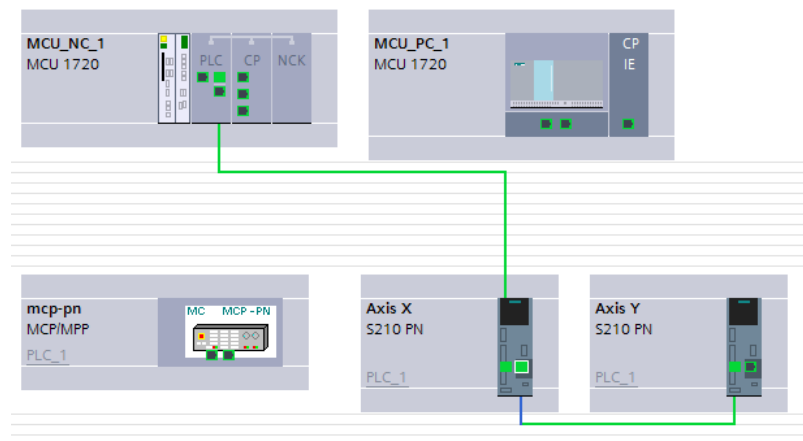 MCU_NC_1
MCU 1720
PLC
CP
NCK
MCU_PC_1
MCU 1720
CP
IE
mcp-pn
MCP/MPP
PLC_1
MC MCP-PN
Axis X
S210 PN
PLC_1
Axis Y
S210 PN
PLC_1